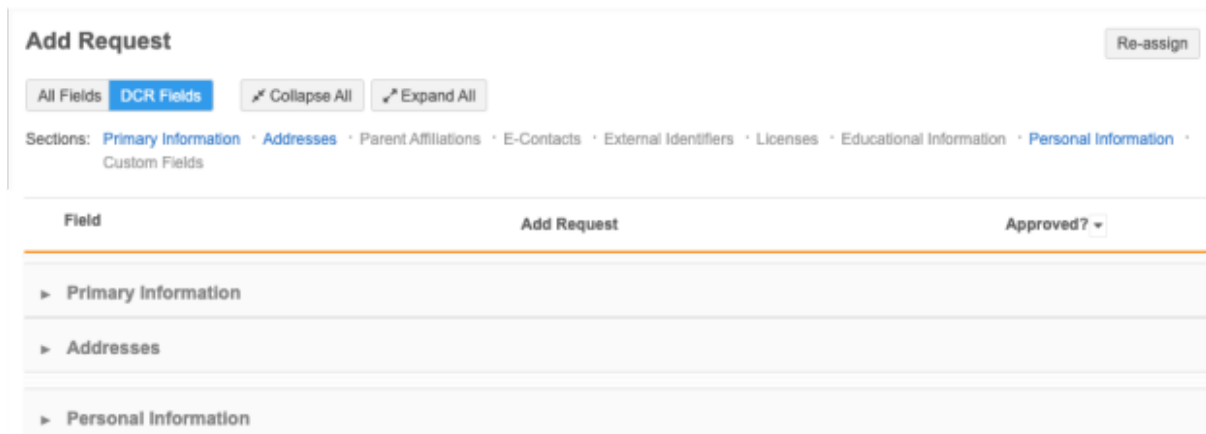 Add Request
Re-assign
All Fields DCR Fields Collapse All Expand All
Sections: Primary Information · Addresses · Parent Affiliations · E-Contacts · External Identifiers · Licenses · Educational Information · Personal Information ·
Custom Fields
Field Add Request Approved?
Primary Information
Addresses
Personal Information